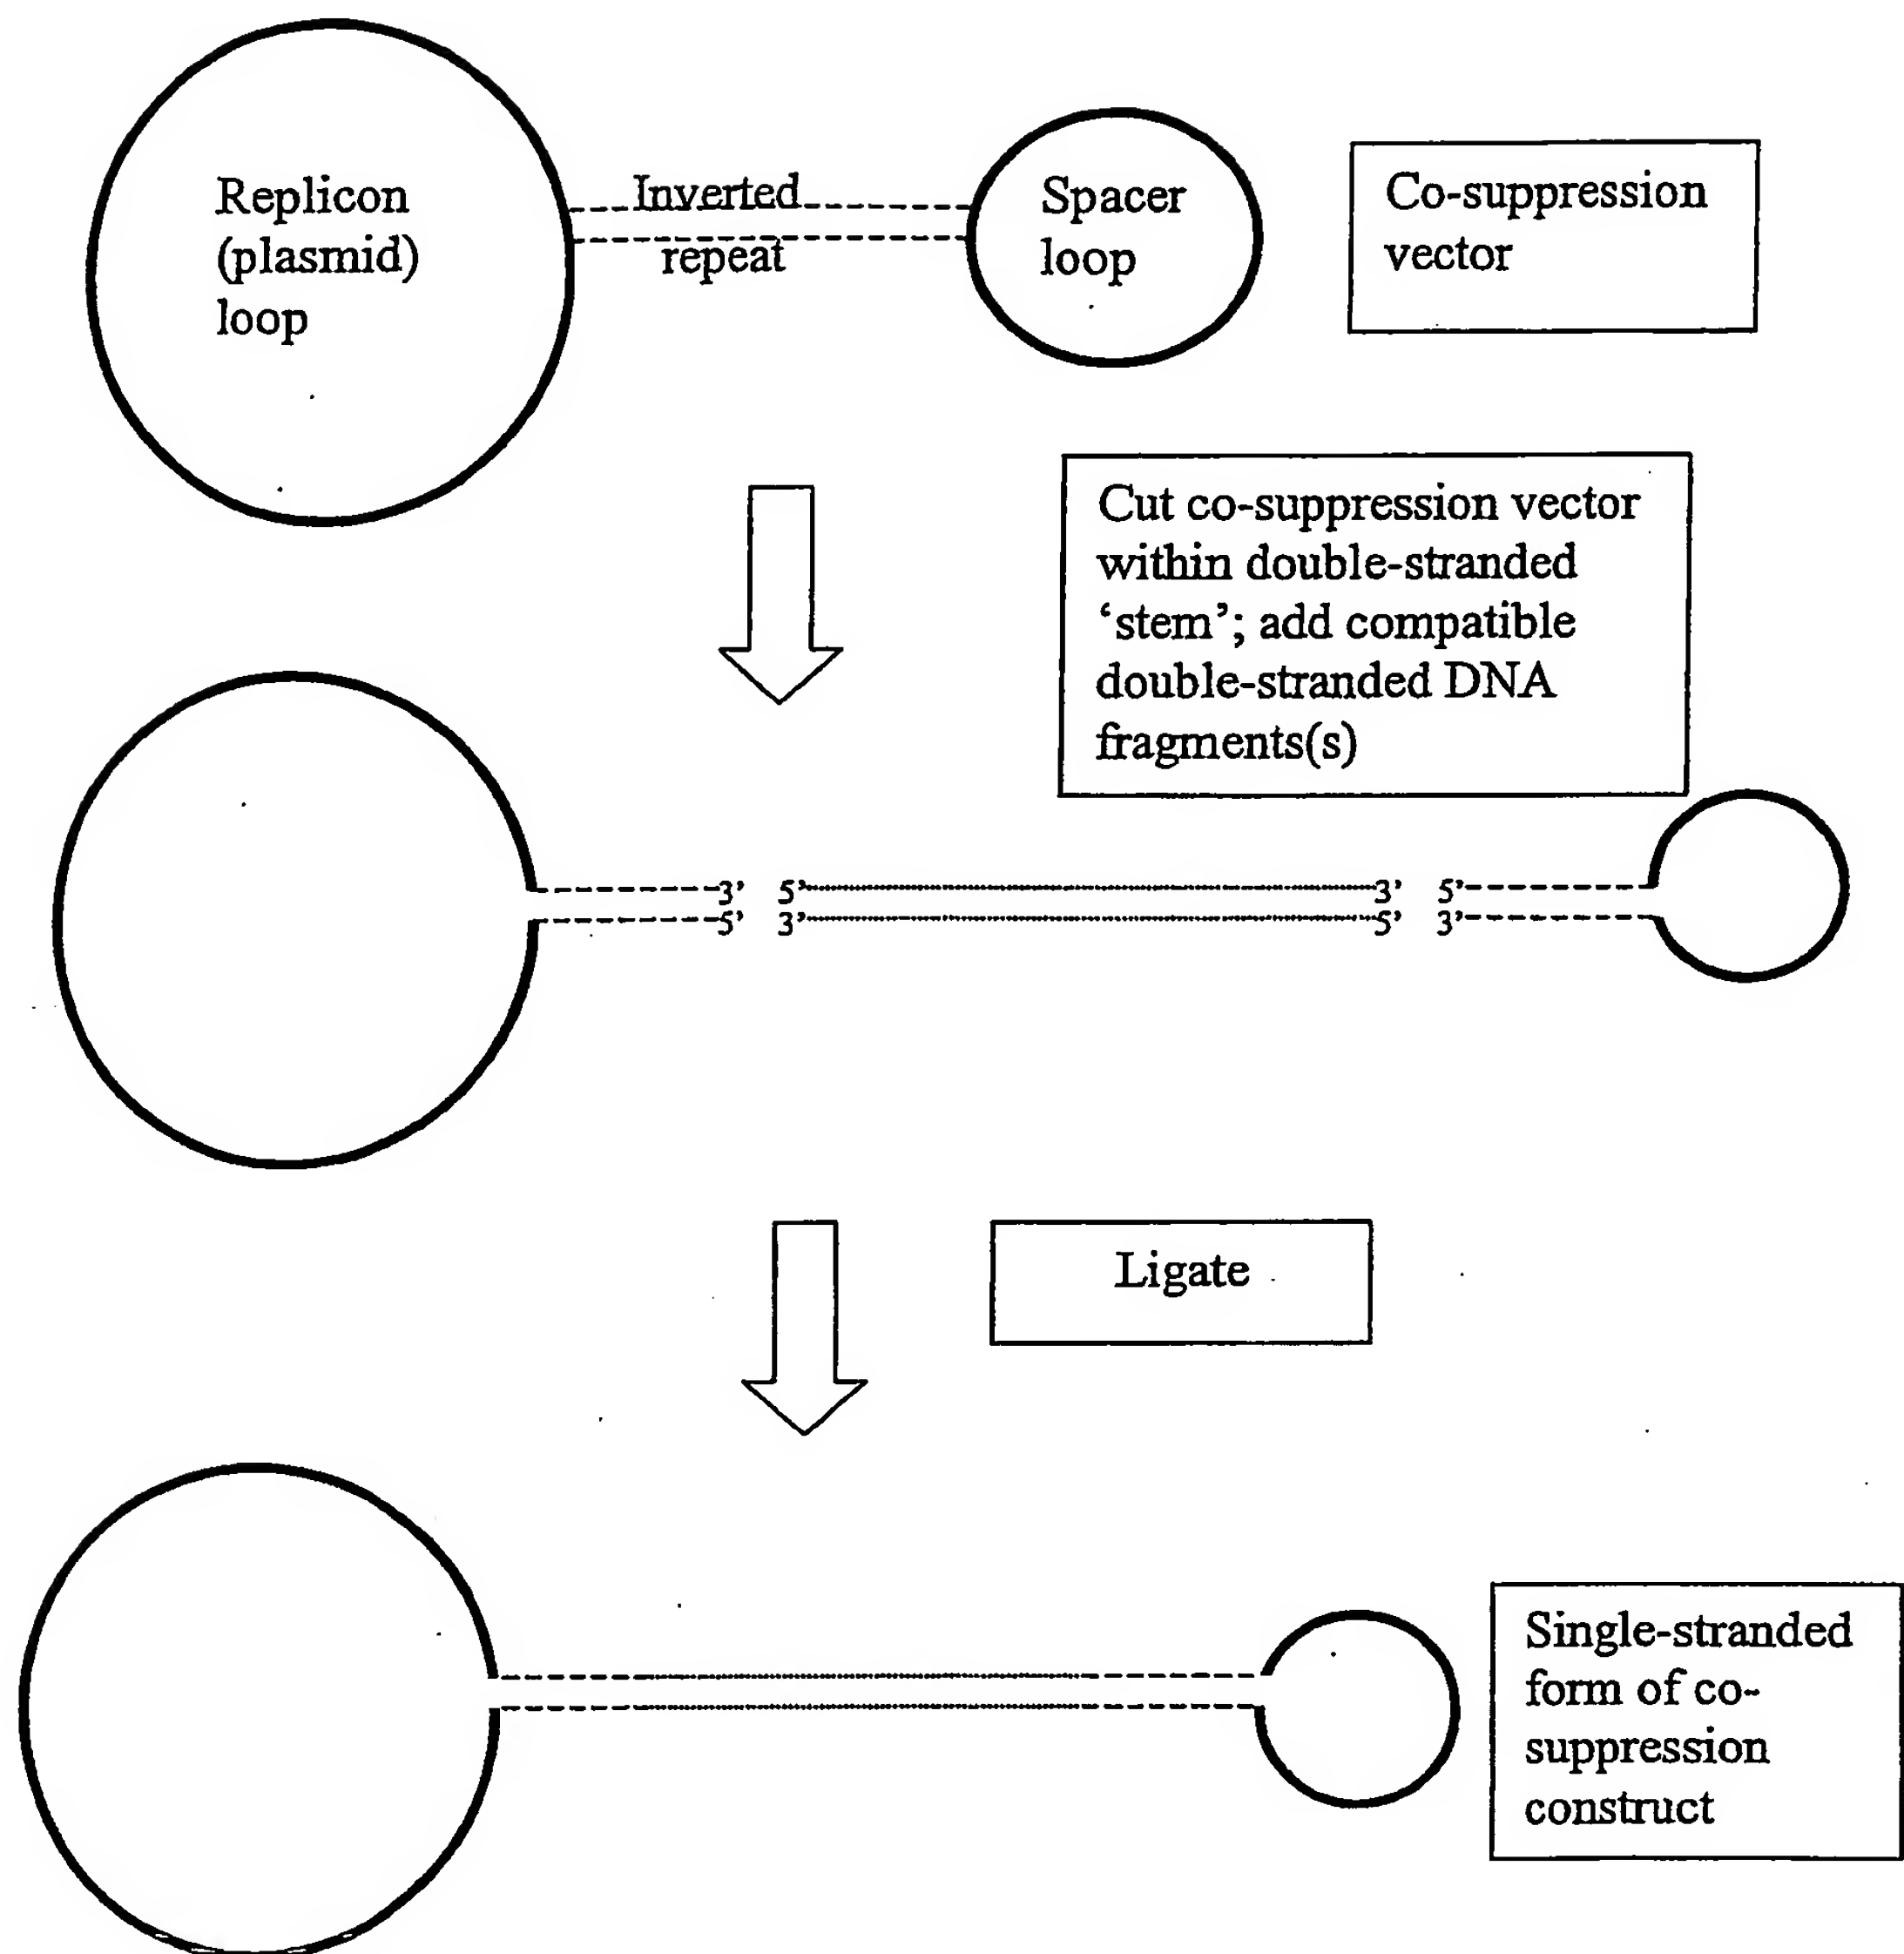 Replicon
(plasmid)
loop
Inverted
repeat
Spacer
loop
Co-suppression
vector
Cut co-suppression vector
within double-stranded
‘stem’; add compatible
double-stranded DNA
fragments(s)
3’ 5’ 3’ 5’
5’ 3’ 5’ 3’
Ligate
Single-stranded
form of co-
suppression
construct